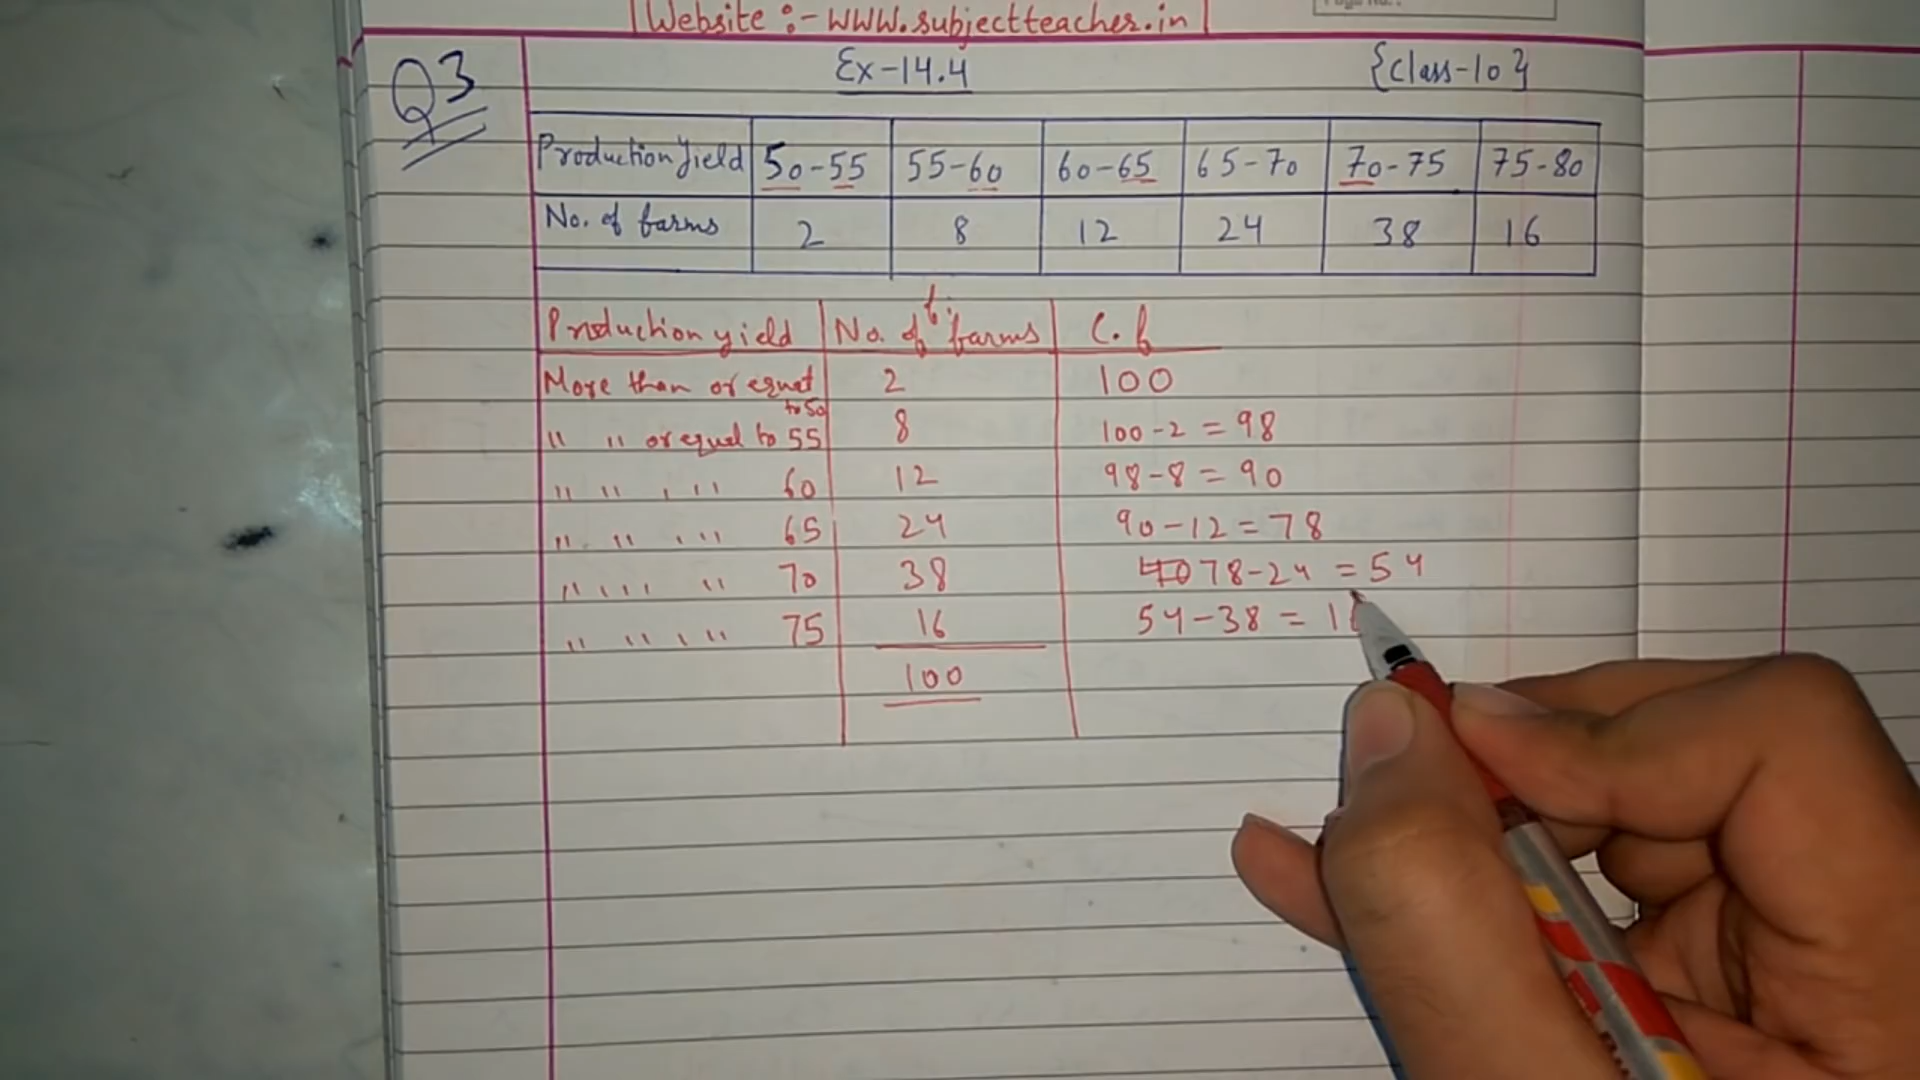 Website :- www.subjectteacher.in
Q3
Ex-14.4 {Class-10}
Production Yield 50-55 55-60 60-65 65-70 70-75 75-80
No. of farms 2 8 12 24 38 16
f.
Production yield No. of farms C.f
More than or equal 2 100
to 50
" " or equal to 55 8 100-2 = 98
" " " " 60 12 98-8 = 90
" " " " 65 24 90-12 = 78
" " " " 70 38 78-24 = 54
" " " " 75 16 54-38 = 1
100